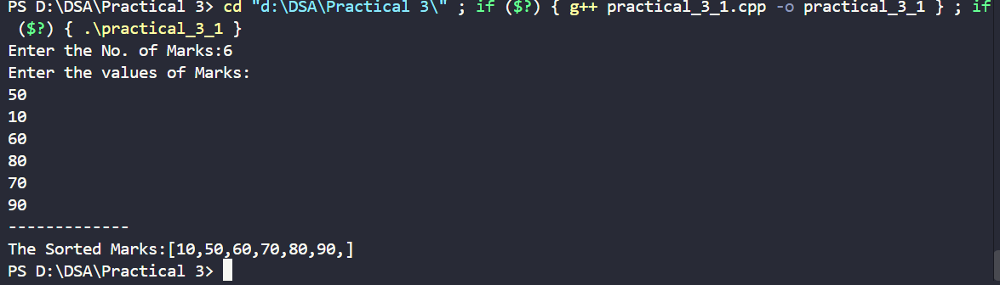 PS D:\DSA\Practical 3> cd "d:\DSA\Practical 3\" ; if ($?) { g++ practical_3_1.cpp -o practical_3_1 } ; if
 ($?) { .\practical_3_1 }
Enter the No. of Marks:6
Enter the values of Marks:
50
10
60
80
70
90
-------------
The Sorted Marks:[10,50,60,70,80,90,]
PS D:\DSA\Practical 3>